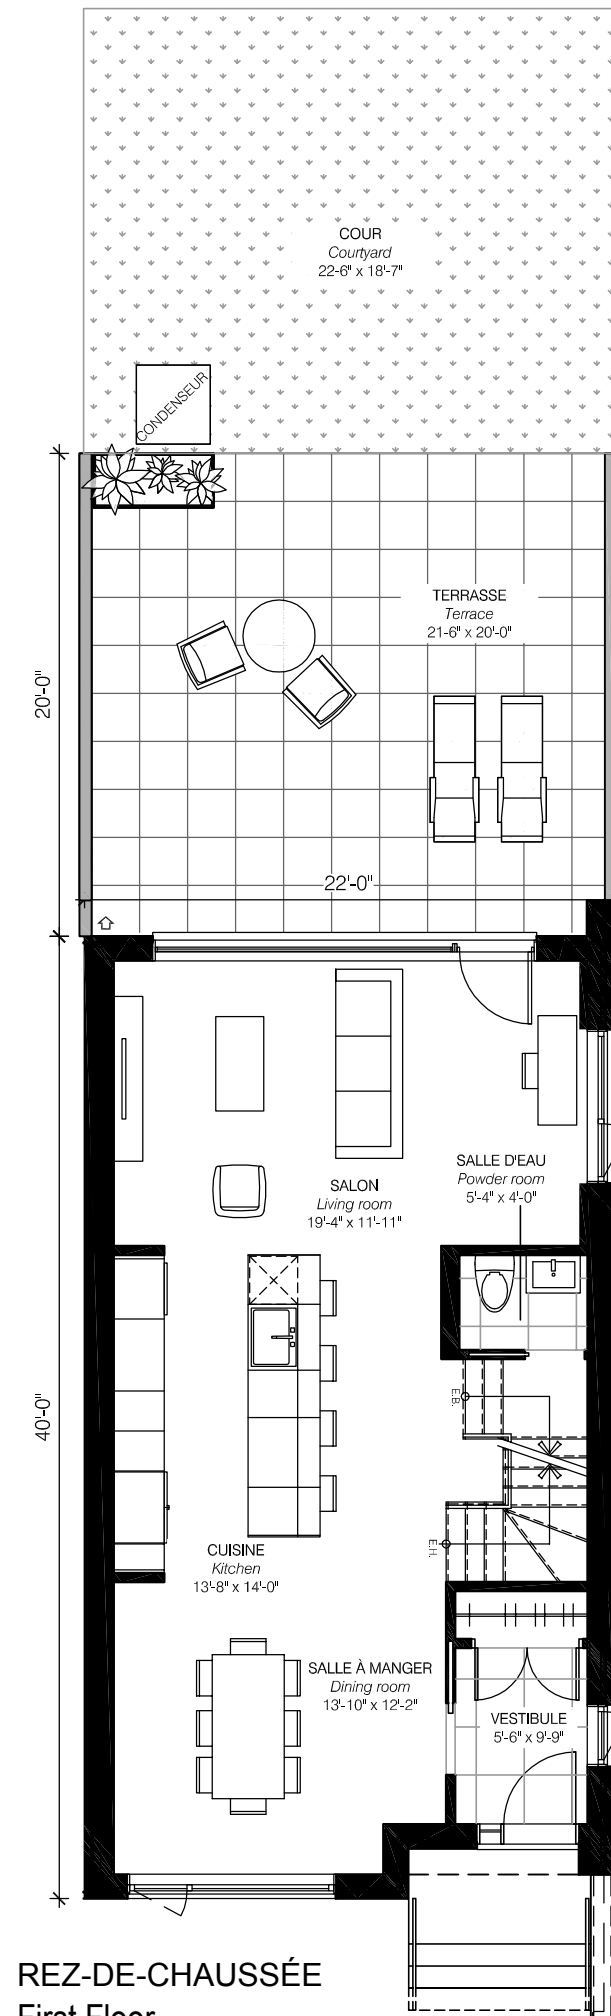 COUR
Courtyard
22-6" x 18'-7"
CONDENSEUR
TERRASSE
Terrace
21-6" x 20'-0"
20'-0"
22'-0"
SALLE D'EAU
Powder room
5'-4" x 4'-0"
SALON
Living room
19'-4" x 11'-11"
E.B.
40'-0"
E.H.
CUISINE
Kitchen
13'-8" x 14'-0"
SALLE À MANGER
Dining room
13'-10" x 12'-2"
VESTIBULE
5'-6" x 9'-9"
REZ-DE-CHAUSSÉE
First Floor